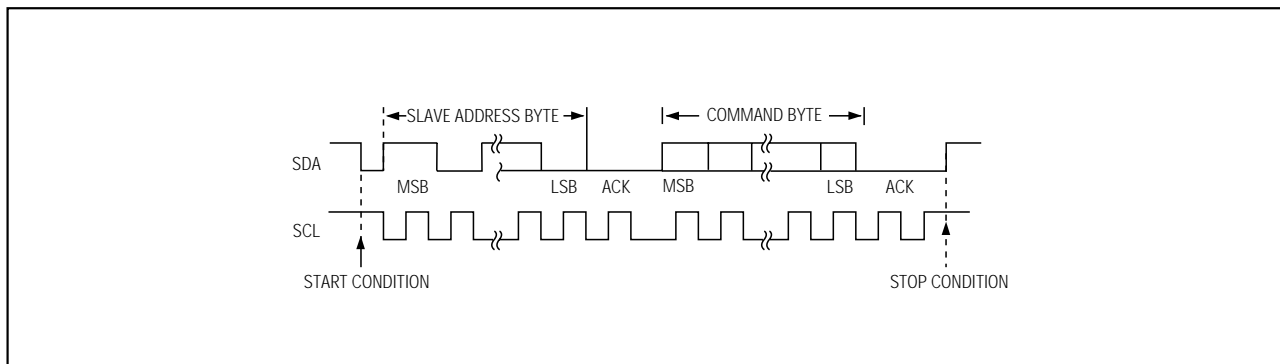 SLAVE ADDRESS BYTE COMMAND BYTE
SDA
MSB LSB ACK MSB LSB ACK
SCL
START CONDITION STOP CONDITION